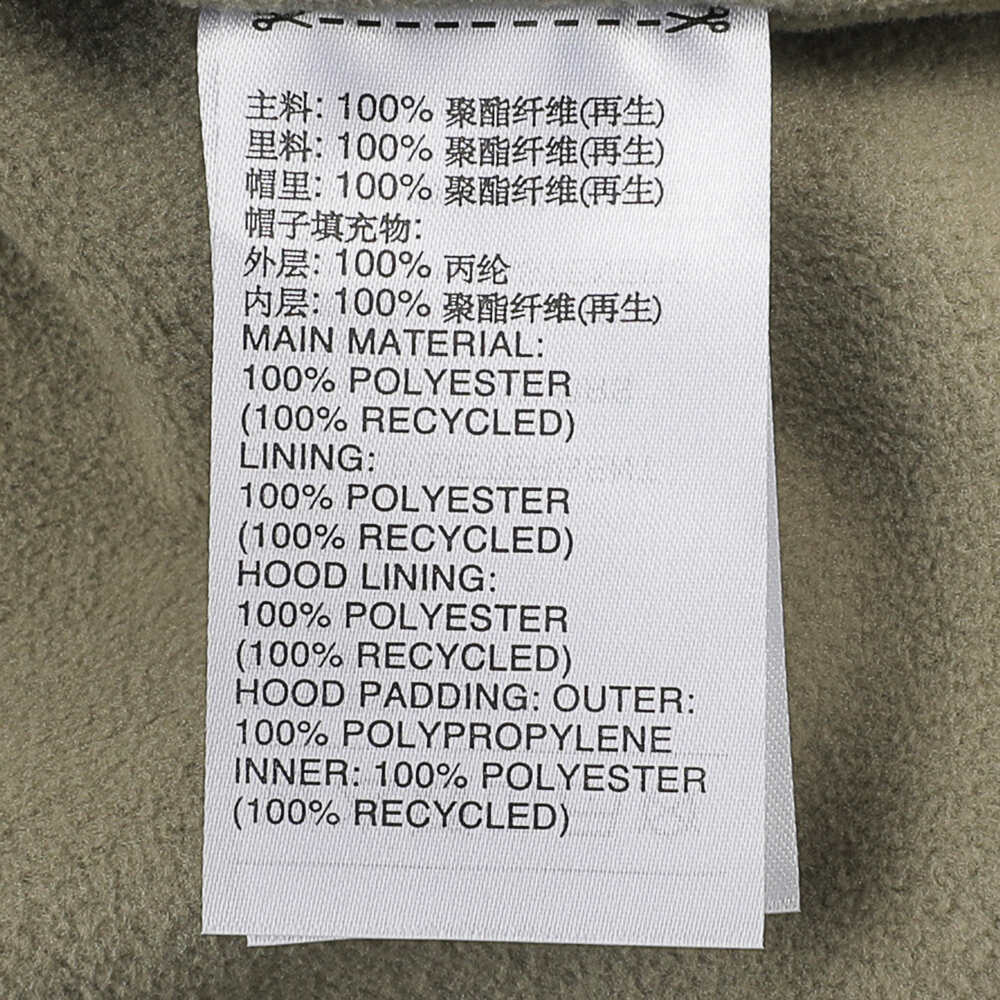 主料: 100% 聚酯纤维(再生)
里料: 100% 聚酯纤维(再生)
帽里: 100% 聚酯纤维(再生)
帽子填充物:
外层: 100% 丙纶
内层: 100% 聚酯纤维(再生)
MAIN MATERIAL:
100% POLYESTER
(100% RECYCLED)
LINING:
100% POLYESTER
(100% RECYCLED)
HOOD LINING:
100% POLYESTER
(100% RECYCLED)
HOOD PADDING: OUTER:
100% POLYPROPYLENE
INNER: 100% POLYESTER
(100% RECYCLED)